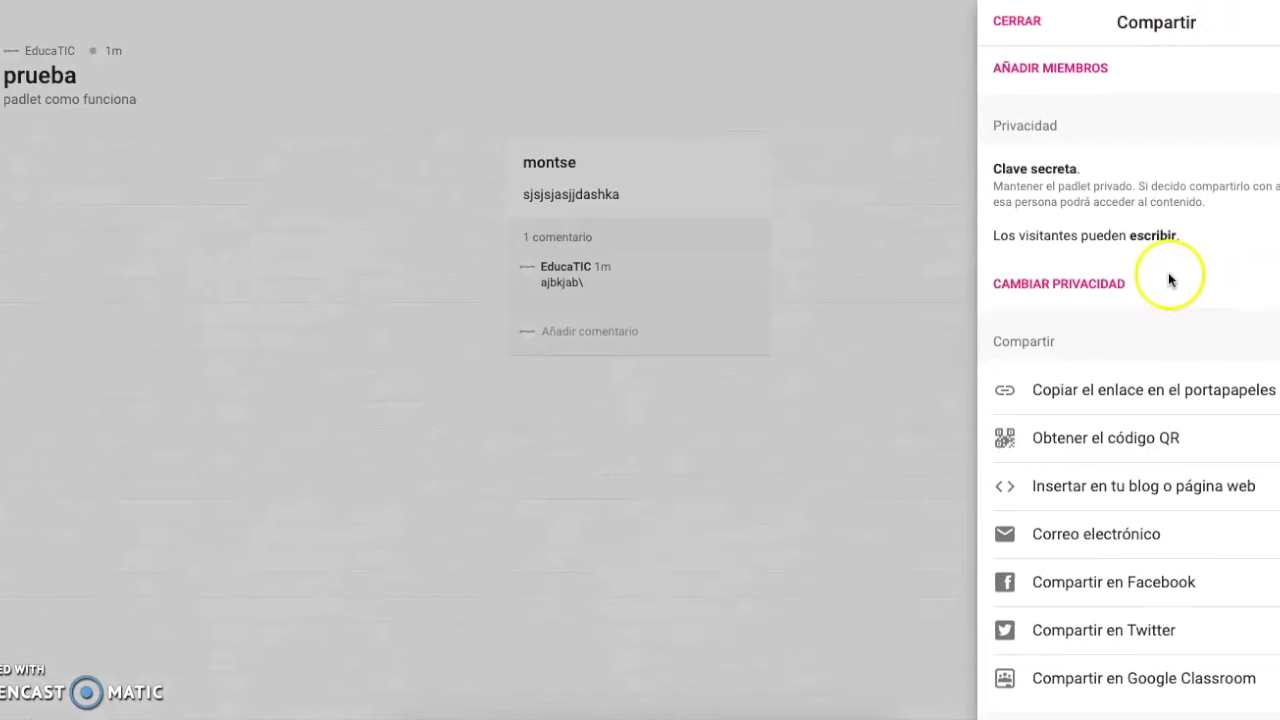 EducaTIC 1m
prueba
padlet como funciona
montse
sjsjsjasjjdashka
1 comentario
EducaTIC 1m
ajbkjab\
Añadir comentario
CERRAR
Compartir
AÑADIR MIEMBROS
Privacidad
Clave secreta.
Mantener el padlet privado. Si decido compartirlo con a
esa persona podrá acceder al contenido.
Los visitantes pueden escribir.
CAMBIAR PRIVACIDAD
Compartir
Copiar el enlace en el portapapeles
Obtener el código QR
Insertar en tu blog o página web
Correo electrónico
Compartir en Facebook
Compartir en Twitter
Compartir en Google Classroom
ED WITH
ENCAST MATIC